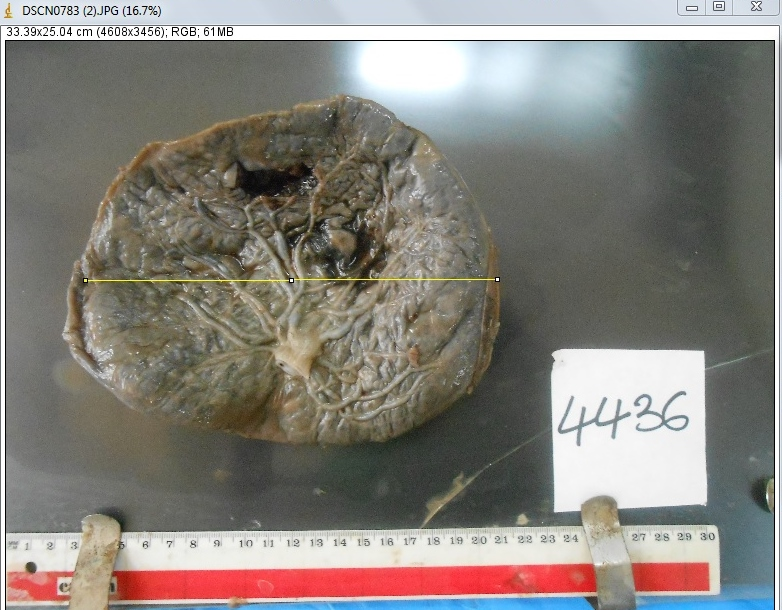 DSCN0783 (2).JPG (16.7%)
33.39x25.04 cm (4608x3456); RGB; 61MB
4436
1 2 3 5 6 7 8 9 10 11 12 13 14 15 16 17 18 19 20 21 22 23 24 27 28 29 30